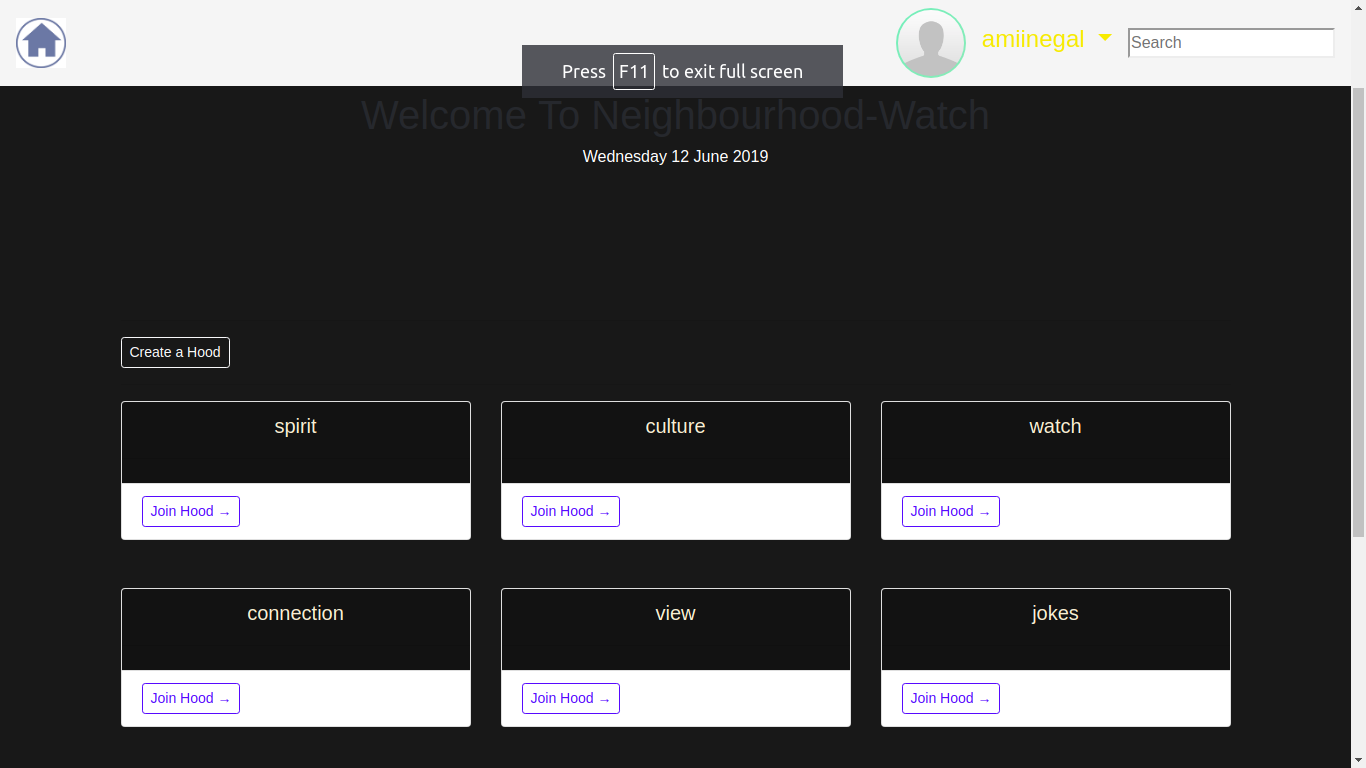 amiinegal
Search
Press F11 to exit full screen
Welcome To Neighbourhood-Watch
Wednesday 12 June 2019
Create a Hood
spirit
culture
watch
Join Hood →
Join Hood →
Join Hood →
connection
view
jokes
Join Hood →
Join Hood →
Join Hood →